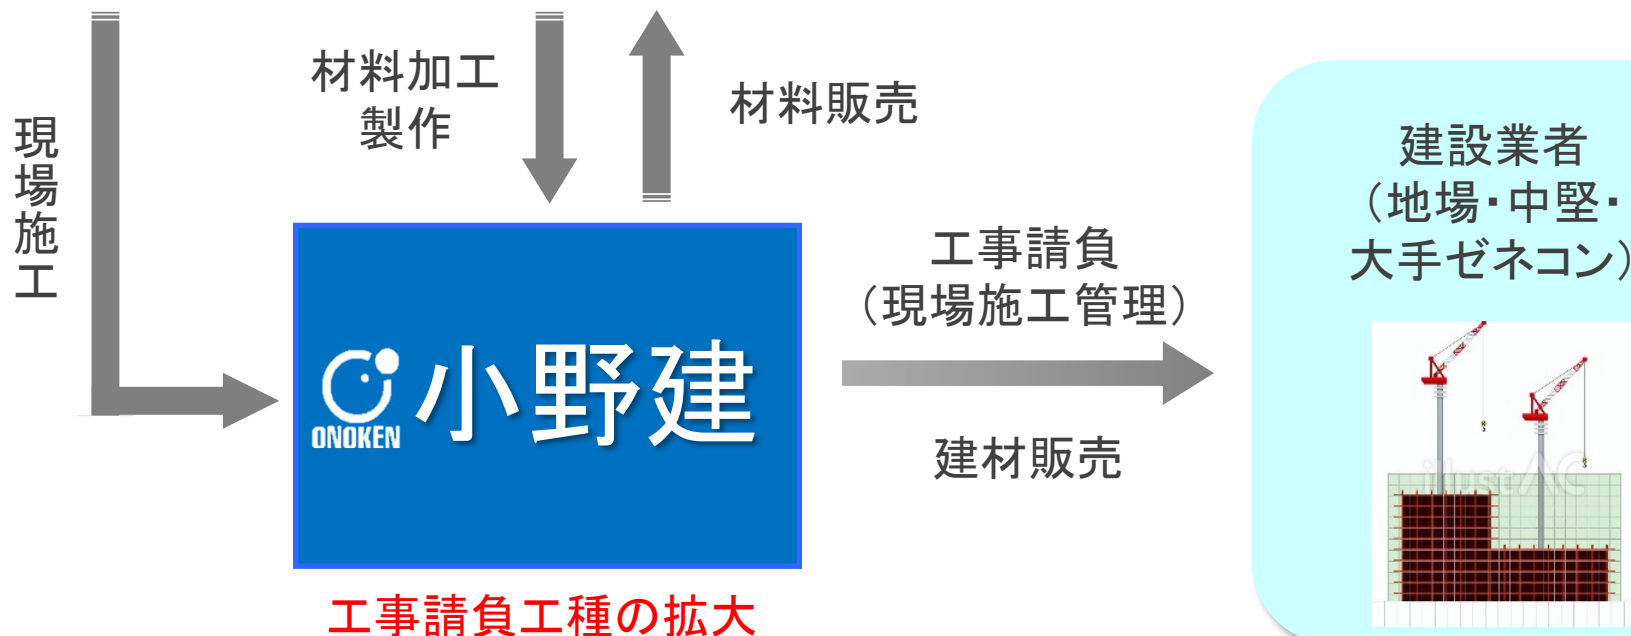 現場施工
材料加工
製作
材料販売
建設業者
（地場・中堅・
大手ゼネコン）
工事請負
（現場施工管理）
ONOKEN
小野建
建材販売
illust AC
工事請負工種の拡大